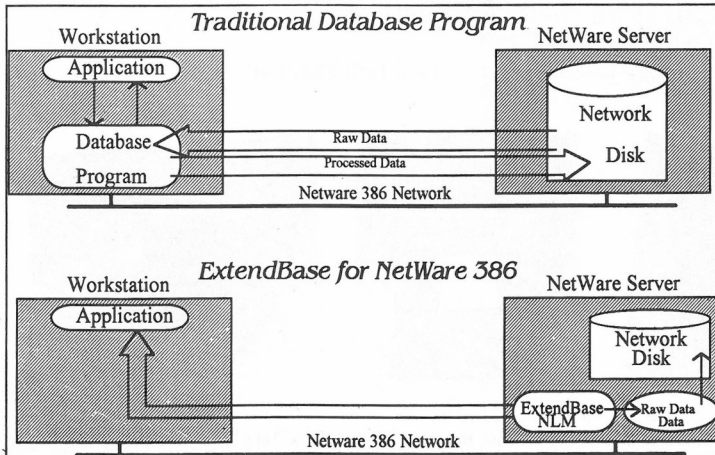 Traditional Database Program
Workstation
NetWare Server
Application
Database
Program
Raw Data
Processed Data
Network
Disk
Netware 386 Network
ExtendBase for NetWare 386
Workstation
NetWare Server
Application
Network
Disk
ExtendBase
NLM
Raw Data
Data
Netware 386 Network